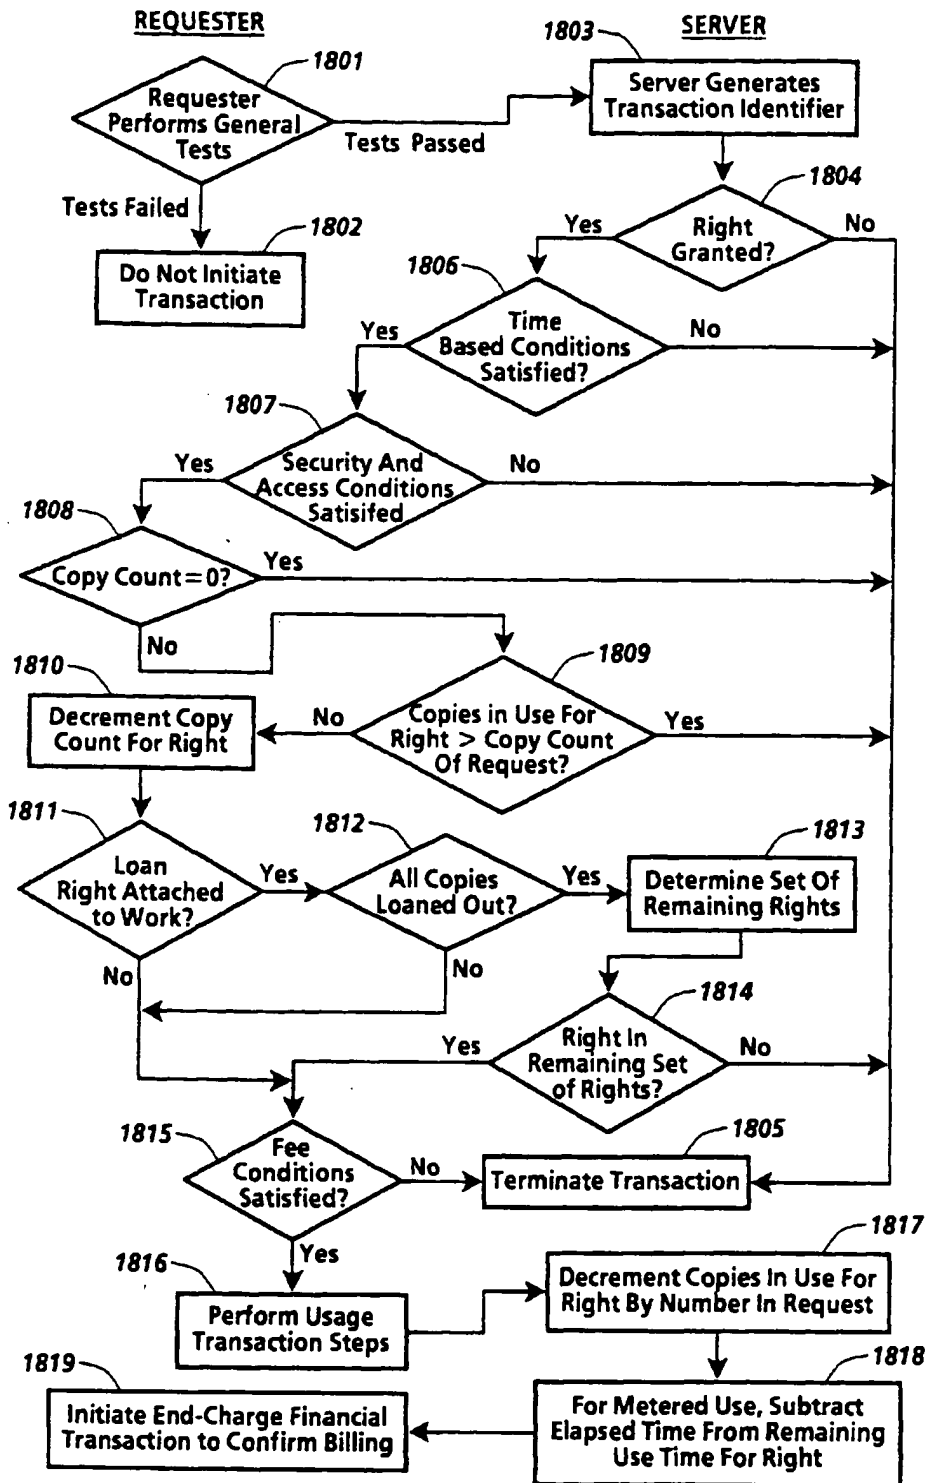 REQUESTER
SERVER
1801
Requester
Performs General
Tests
Tests Passed
Tests Failed
1802
Do Not Initiate
Transaction
1803
Server Generates
Transaction Identifier
1804
Right
Granted?
Yes
No
1806
Time
Based Conditions
Satisfied?
Yes
No
1807
Security And
Access Conditions
Satisifed
Yes
No
1808
Copy Count=0?
Yes
No
1809
Copies in Use For
Right > Copy Count
Of Request?
No
Yes
1810
Decrement Copy
Count For Right
1811
Loan
Right Attached
to Work?
Yes
No
1812
All Copies
Loaned Out?
Yes
No
1813
Determine Set Of
Remaining Rights
1814
Right In
Remaining Set
of Rights?
Yes
No
1815
Fee
Conditions
Satisfied?
No
Yes
1805
Terminate Transaction
1816
Perform Usage
Transaction Steps
1817
Decrement Copies In Use For
Right By Number In Request
1818
For Metered Use, Subtract
Elapsed Time From Remaining
Use Time For Right
1819
Initiate End-Charge Financial
Transaction to Confirm Billing